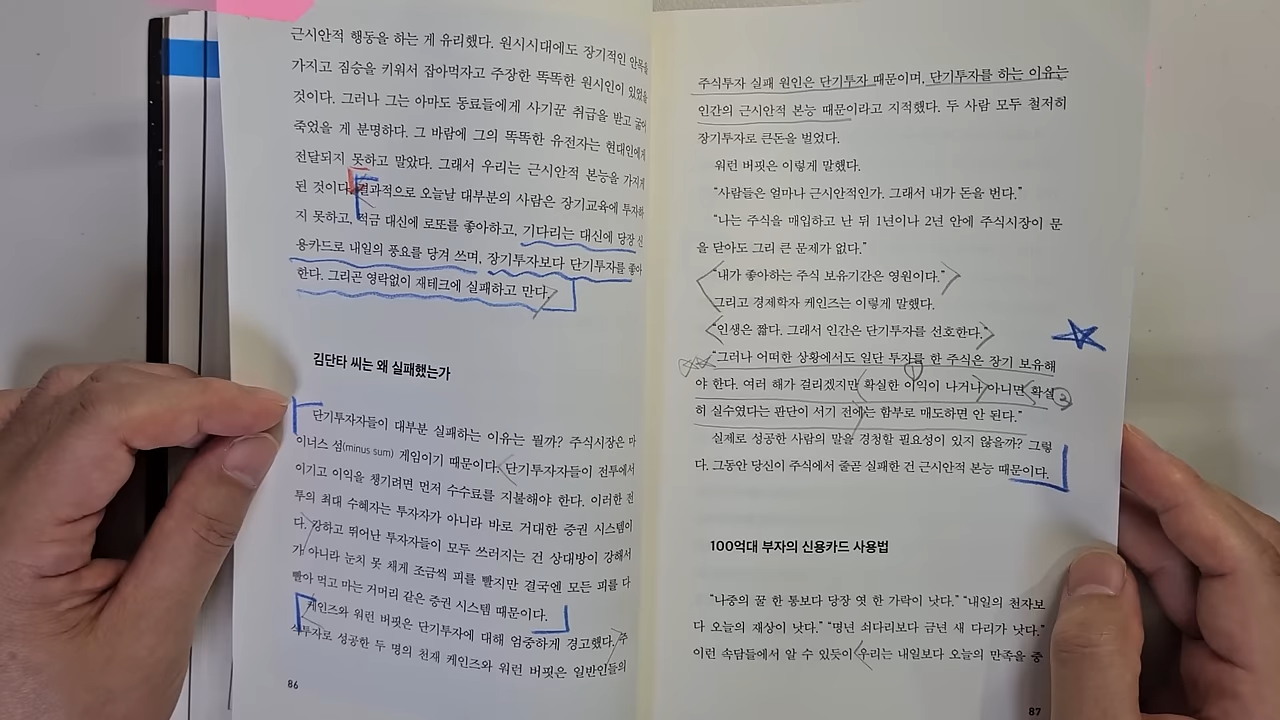 근시안적 행동을 하는 게 유리했다. 원시시대에도 장기적인 안목을
가지고 짐승을 키워서 잡아먹자고 주장한 똑똑한 원시인이 있었을
것이다. 그러나 그는 아마도 동료들에게 사기꾼 취급을 받고 굶어
죽었을 게 분명하다. 그 바람에 그의 똑똑한 유전자는 현대인에게
전달되지 못하고 말았다. 그래서 우리는 근시안적 본능을 가지게
된 것이다. 결과적으로 오늘날 대부분의 사람은 장기교육에 투자하
지 못하고, 적금 대신에 로또를 좋아하고, 기다리는 대신에 당장 신
용카드로 내일의 풍요를 당겨 쓰며, 장기투자보다 단기투자를 좋아
한다. 그리곤 영락없이 재테크에 실패하고 만다.
김단타 씨는 왜 실패했는가
단기투자자들이 대부분 실패하는 이유는 뭘까? 주식시장은 마
이너스 섬(minus sum) 게임이기 때문이다. 단기투자자들이 전투에서
이기고 이익을 챙기려면 먼저 수수료를 지불해야 한다. 이러한 전
투의 최대 수혜자는 투자자가 아니라 바로 거대한 증권 시스템이
다. 강하고 뛰어난 투자자들이 모두 쓰러지는 건 상대방이 강해서
가 아니라 눈치 못 채게 조금씩 피를 빨지만 결국엔 모든 피를 다
빨아 먹고 마는 거머리 같은 증권 시스템 때문이다.
케인즈와 워런 버핏은 단기투자에 대해 엄중하게 경고했다. 주
식투자로 성공한 두 명의 천재 케인즈와 워런 버핏은 일반인들의
86
주식투자 실패 원인은 단기투자 때문이며, 단기투자를 하는 이유는
인간의 근시안적 본능 때문이라고 지적했다. 두 사람 모두 철저히
장기투자로 큰돈을 벌었다.
워런 버핏은 이렇게 말했다.
“사람들은 얼마나 근시안적인가. 그래서 내가 돈을 번다.”
“나는 주식을 매입하고 난 뒤 1년이나 2년 안에 주식시장이 문
을 닫아도 그리 큰 문제가 없다.”
“내가 좋아하는 주식 보유기간은 영원이다.”
그리고 경제학자 케인즈는 이렇게 말했다.
“인생은 짧다. 그래서 인간은 단기투자를 선호한다.”
“그러나 어떠한 상황에서도 일단 투자를 한 주식은 장기 보유해
야 한다. 여러 해가 걸리겠지만 확실한 이익이 나거나 아니면 확실
히 실수였다는 판단이 서기 전에는 함부로 매도하면 안 된다.”
실제로 성공한 사람의 말을 경청할 필요성이 있지 않을까? 그렇
다. 그동안 당신이 주식에서 줄곧 실패한 건 근시안적 본능 때문이다.
100억대 부자의 신용카드 사용법
“나중의 꿀 한 통보다 당장 엿 한 가락이 낫다.” “내일의 천자보
다 오늘의 재상이 낫다.” “명년 쇠다리보다 금년 새 다리가 낫다.”
이런 속담들에서 알 수 있듯이 우리는 내일보다 오늘의 만족을 중
87